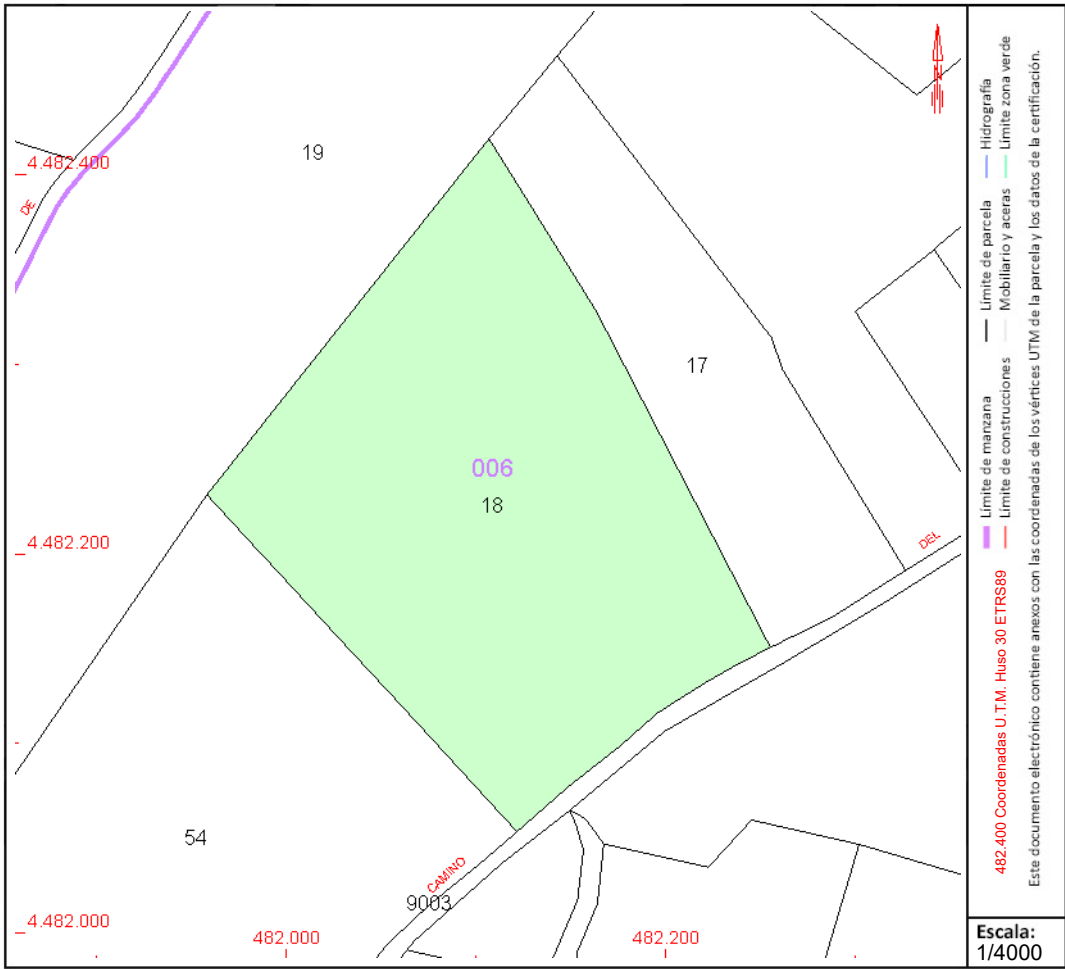 4.482.400
DE
19
17
006
18
4.482.200
DEL
54
CAMINO
9003
4.482.000
482.000
482.200
482.400 Coordenadas U.T.M. Huso 30 ETRS89
Límite de manzana
Límite de parcela
Hidrografía
Límite de construcciones
Mobiliario y aceras
Límite zona verde
Este documento electrónico contiene anexos con las coordenadas de los vértices UTM de la parcela y los datos de la certificación.
Escala:
1/4000
N